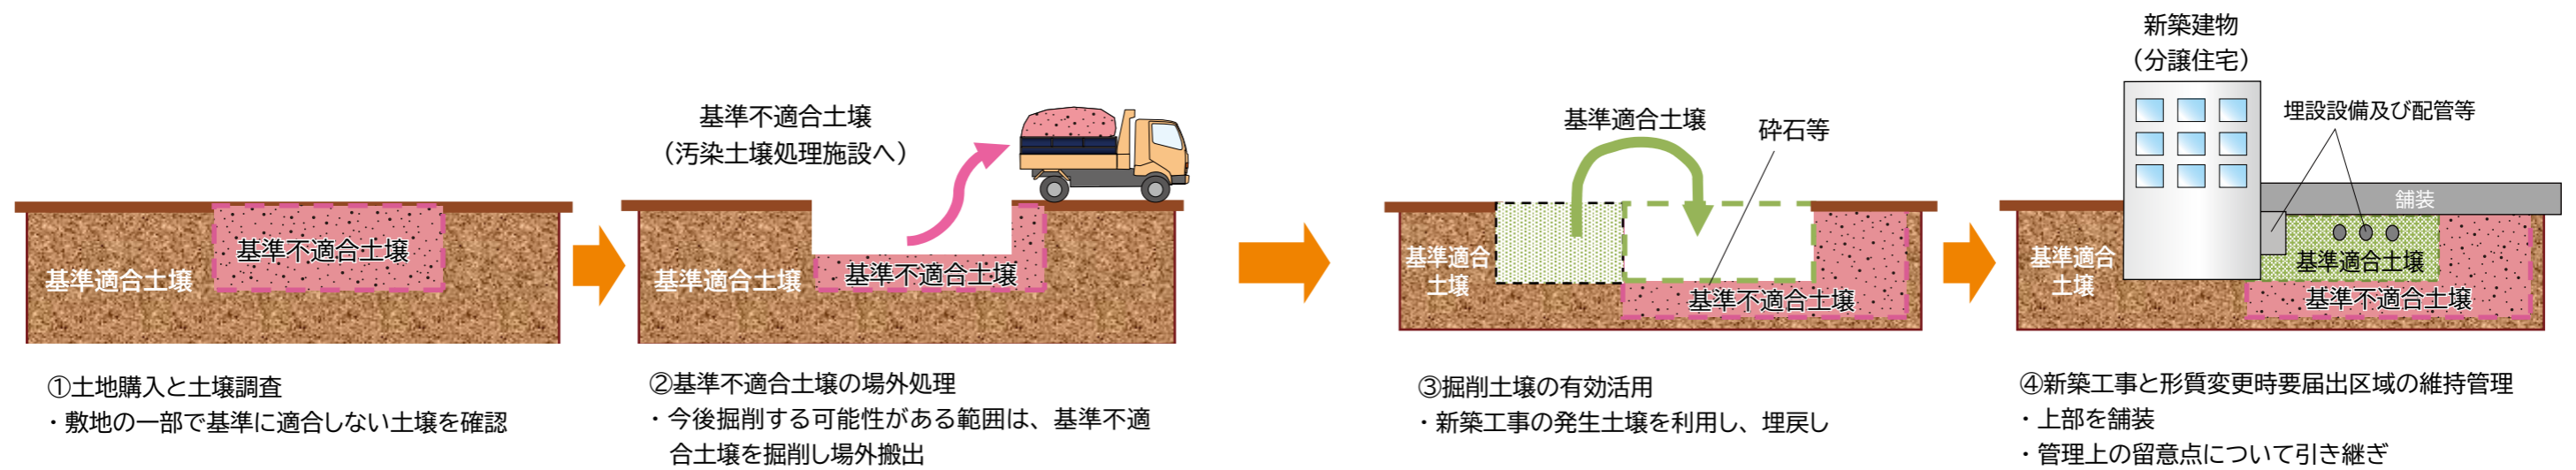 基準不適合土壌
基準適合土壌
①土地購入と土壌調査
・敷地の一部で基準に適合しない土壌を確認
基準不適合土壌
（汚染土壌処理施設へ）
基準適合土壌
基準不適合土壌
②基準不適合土壌の場外処理
・今後掘削する可能性がある範囲は、基準不適
合土壌を掘削し場外搬出
基準適合土壌
砕石等
基準適合
土壌
基準不適合土壌
③掘削土壌の有効活用
・新築工事の発生土壌を利用し、埋戻し
新築建物
（分譲住宅）
埋設設備及び配管等
舗装
基準適合
土壌
基準適合土壌
基準不適合土壌
④新築工事と形質変更時要届出区域の維持管理
・上部を舗装
・管理上の留意点について引き継ぎ